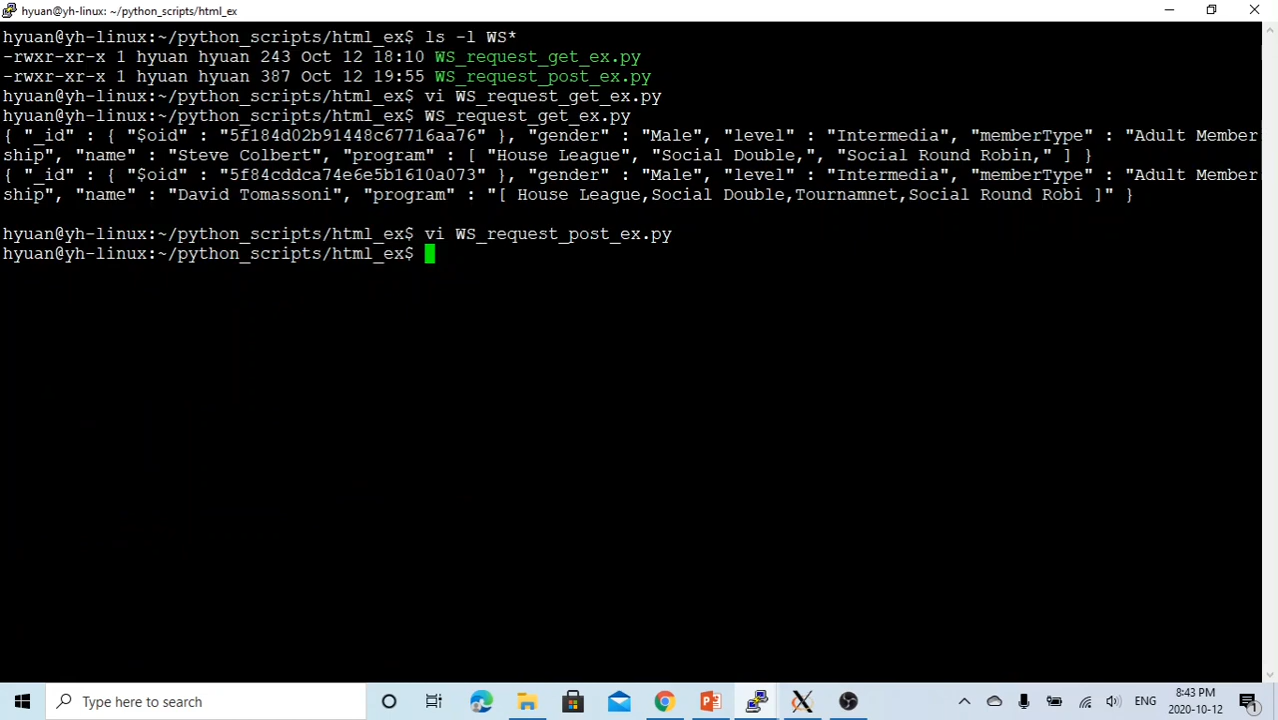 hyuan@yh-linux: ~/python_scripts/html_ex
hyuan@yh-linux:~/python_scripts/html_ex$ ls -l WS*
-rwxr-xr-x 1 hyuan hyuan 243 Oct 12 18:10 WS_request_get_ex.py
-rwxr-xr-x 1 hyuan hyuan 387 Oct 12 19:55 WS_request_post_ex.py
hyuan@yh-linux:~/python_scripts/html_ex$ vi WS_request_get_ex.py
hyuan@yh-linux:~/python_scripts/html_ex$ WS_request_get_ex.py
{ "_id" : { "$oid" : "5f184d02b91448c67716aa76" }, "gender" : "Male", "level" : "Intermedia", "memberType" : "Adult Member
ship", "name" : "Steve Colbert", "program" : [ "House League", "Social Double,", "Social Round Robin," ] }
{ "_id" : { "$oid" : "5f84cddca74e6e5b1610a073" }, "gender" : "Male", "level" : "Intermedia", "memberType" : "Adult Member
ship", "name" : "David Tomassoni", "program" : "[ House League,Social Double,Tournamnet,Social Round Robi ]" }
hyuan@yh-linux:~/python_scripts/html_ex$ vi WS_request_post_ex.py
hyuan@yh-linux:~/python_scripts/html_ex$
Type here to search
ENG
8:43 PM
2020-10-12
1